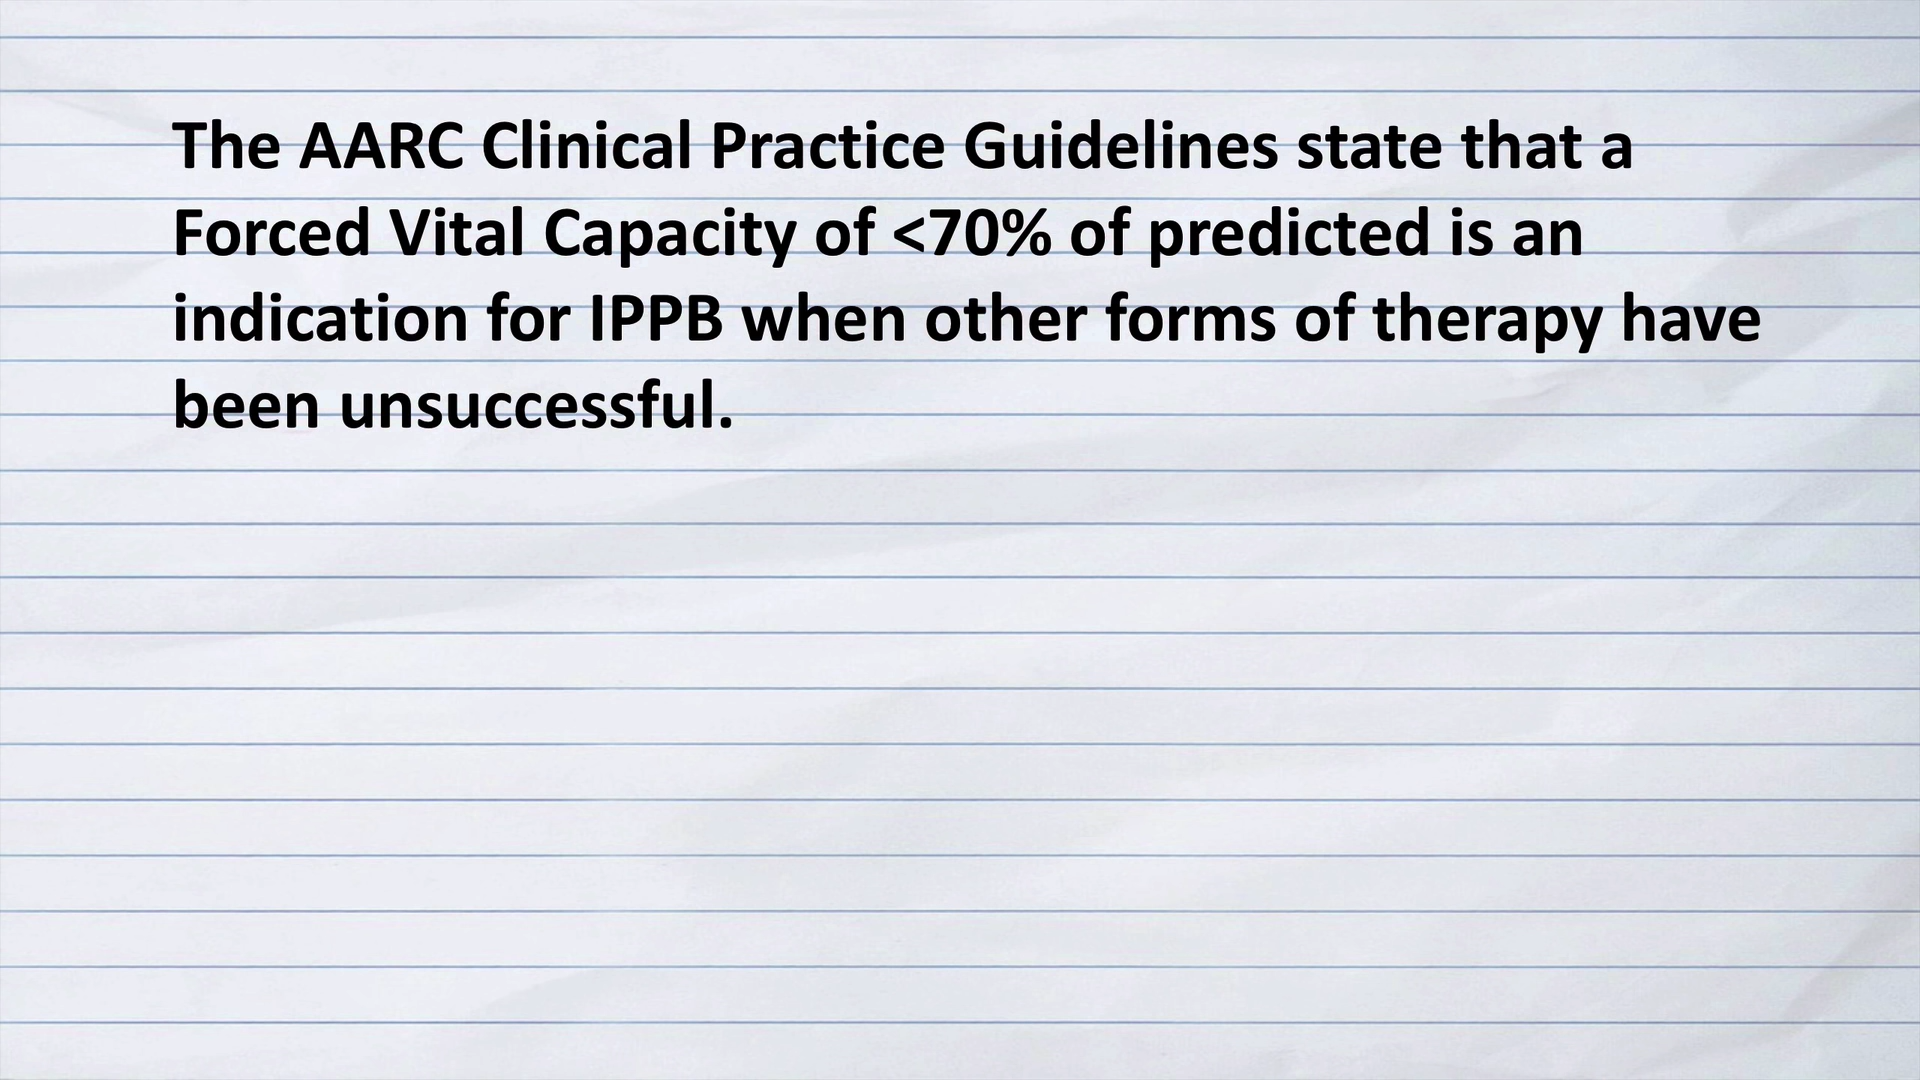 The AARC Clinical Practice Guidelines state that a
Forced Vital Capacity of <70% of predicted is an
indication for IPPB when other forms of therapy have
been unsuccessful.